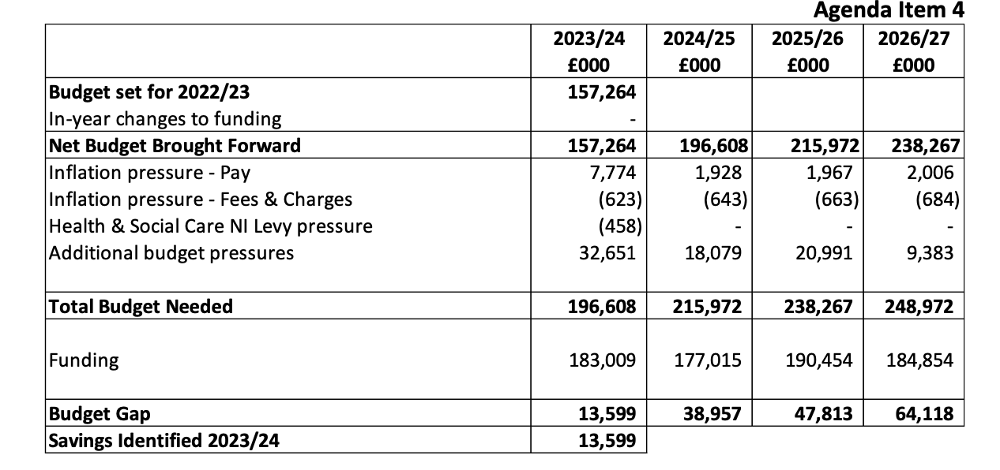 Agenda Item 4
2023/24 2024/25 2025/26 2026/27
£000 £000 £000 £000
Budget set for 2022/23 157,264
In-year changes to funding -
Net Budget Brought Forward 157,264 196,608 215,972 238,267
Inflation pressure - Pay 7,774 1,928 1,967 2,006
Inflation pressure - Fees & Charges (623) (643) (663) (684)
Health & Social Care NI Levy pressure (458) - - -
Additional budget pressures 32,651 18,079 20,991 9,383
Total Budget Needed 196,608 215,972 238,267 248,972
Funding 183,009 177,015 190,454 184,854
Budget Gap 13,599 38,957 47,813 64,118
Savings Identified 2023/24 13,599